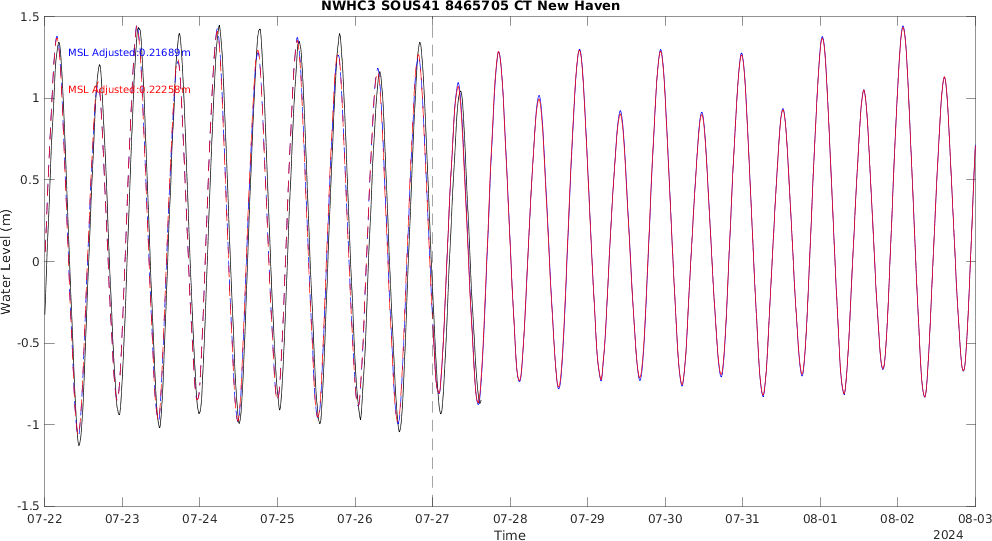 NWHC3 SOUS41 8465705 CT New Haven
1.5
MSL Adjusted:0.21689m
MSL Adjusted:0.22258m
1
0.5
0
-0.5
-1
-1.5
Water Level (m)
07-22 07-23 07-24 07-25 07-26 07-27 07-28 07-29 07-30 07-31 08-01 08-02 08-03
Time
2024